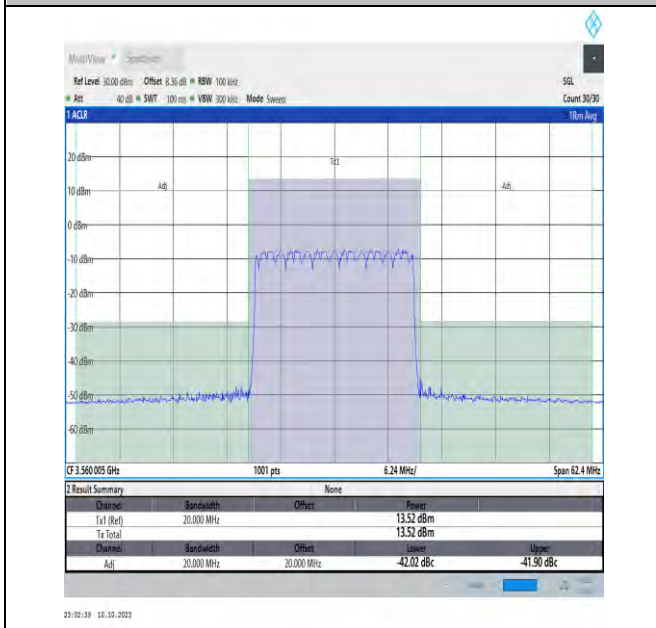 MultiView Spectrum
Ref Level 30.00 dBm Offset 8.36 dB RBW 100 kHz SGL
Att 40 dB SWT 100 ms VBW 300 kHz Mode Sweep Count 30/30
1 ACLR 1Rm Avg
Tx1
20 dBm
Adj Adj
10 dBm
0 dBm
-10 dBm
-20 dBm
-30 dBm
-40 dBm
-50 dBm
-60 dBm
CF 3.560 005 GHz 1001 pts 6.24 MHz/ Span 62.4 MHz
2 Result Summary None
Channel Bandwidth Offset Power
Tx1 (Ref) 20.000 MHz 13.52 dBm
Tx Total 13.52 dBm
Channel Bandwidth Offset Lower Upper
Adj 20.000 MHz 20.000 MHz -42.02 dBc -41.90 dBc
23:02:39 10.10.2023